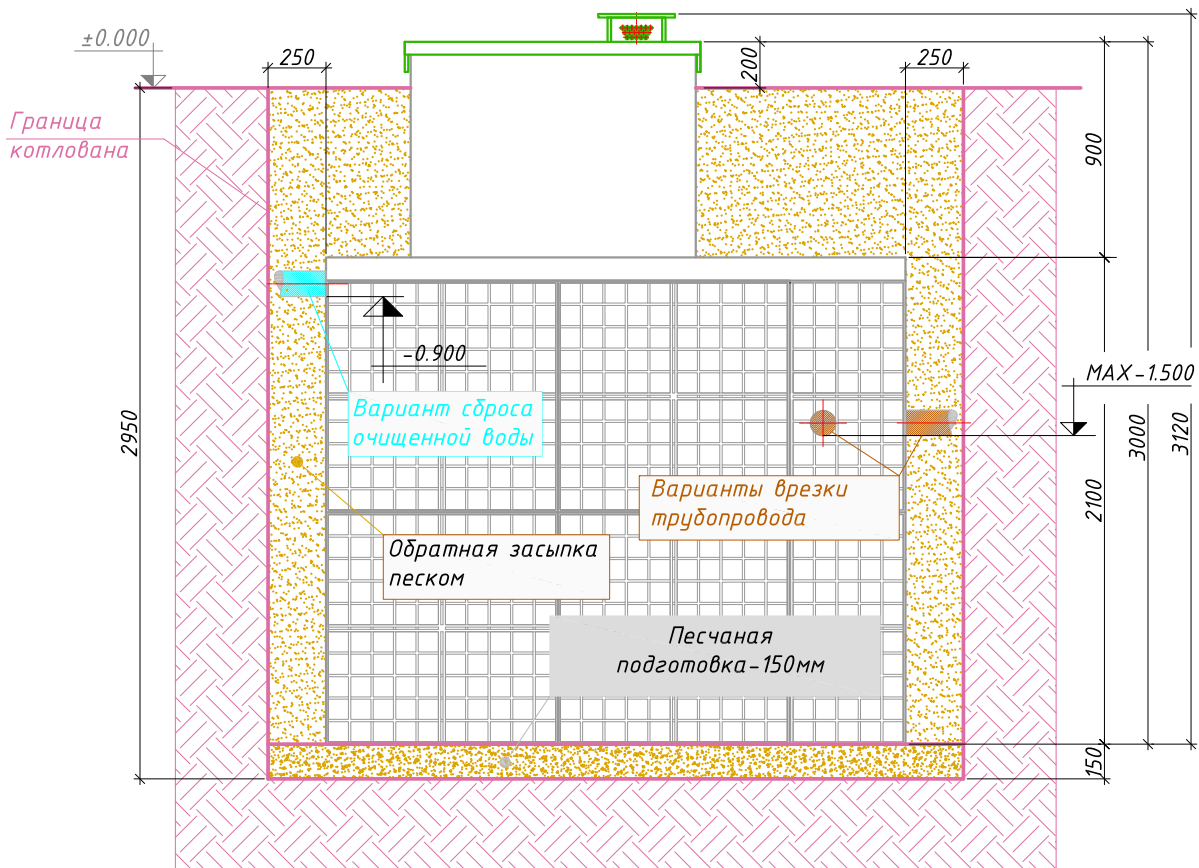 ±0.000
250
200
250
Граница
котлована
900
-0.900
MAX-1.500
Вариант сброса
очищенной воды
2950
3000
3120
Варианты врезки
трубопровода
2100
Обратная засыпка
песком
Песчаная
подготовка-150мм
150